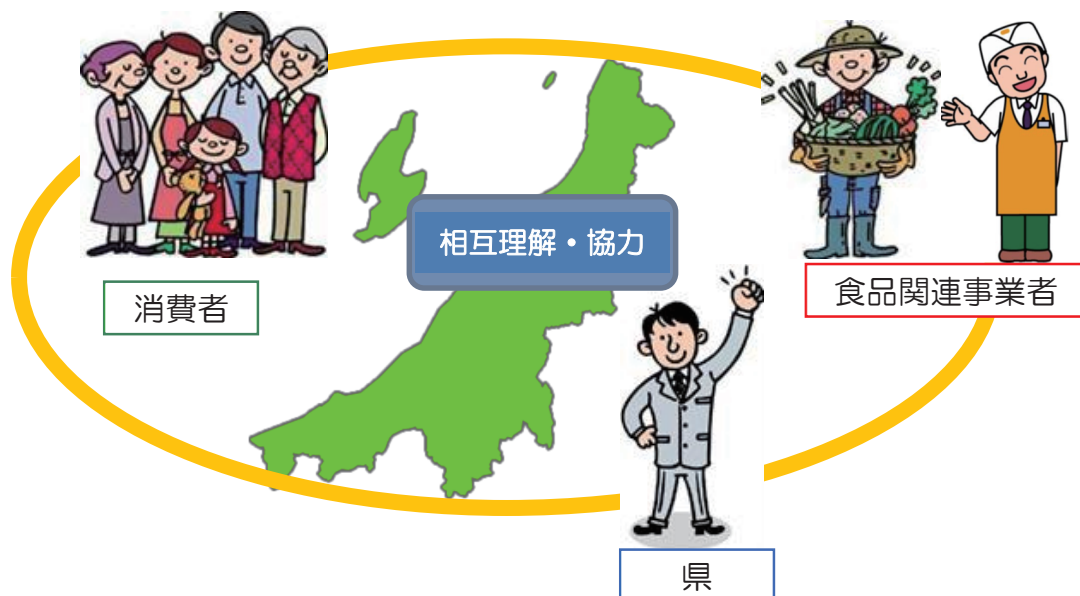 相互理解・協力
消費者
食品関連事業者
県